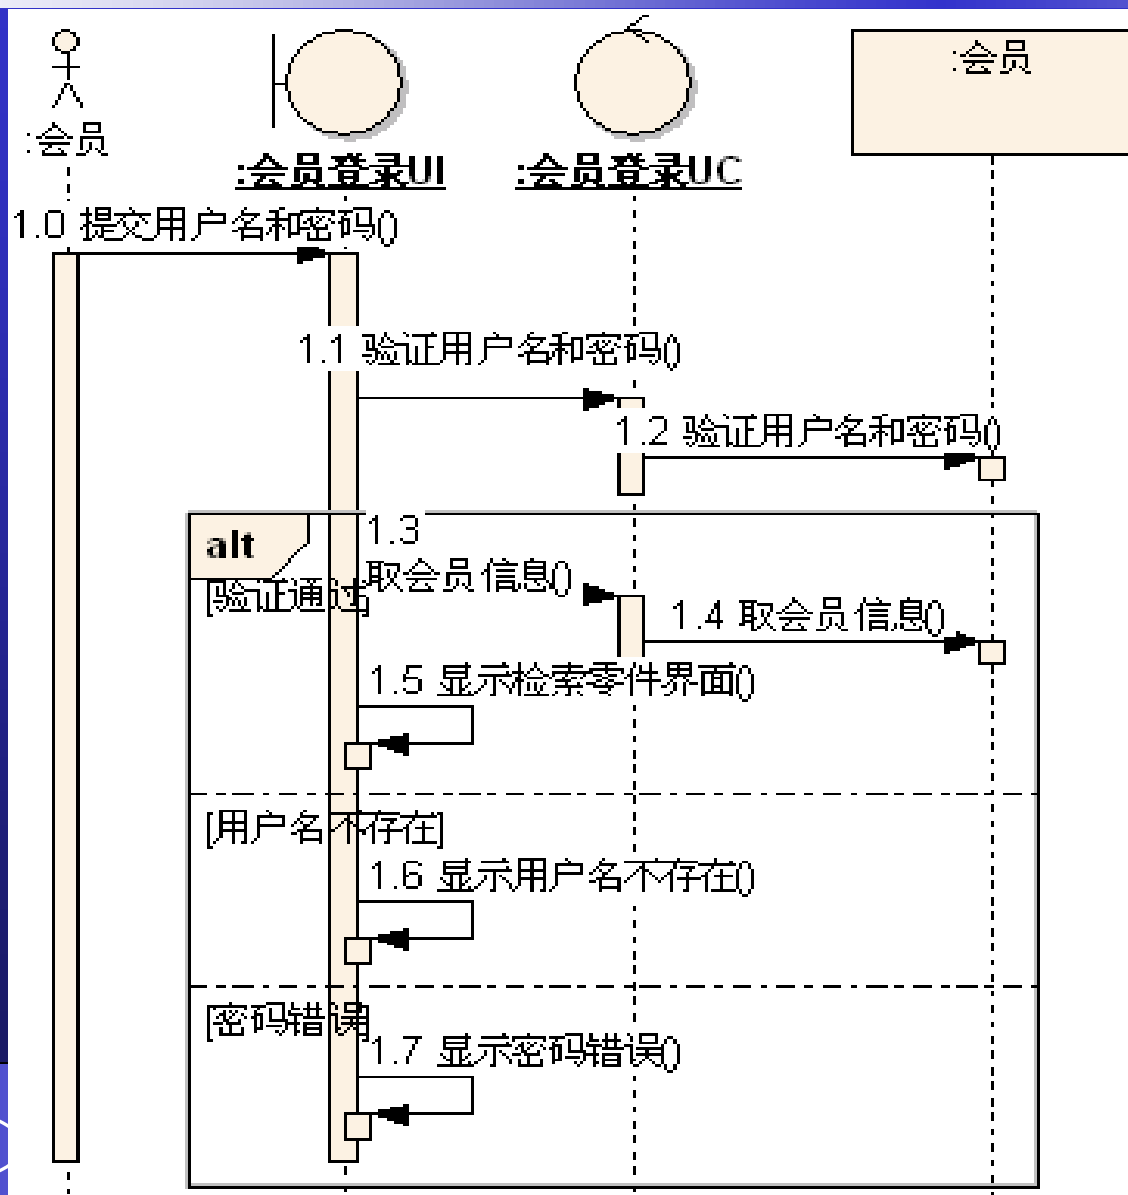 :会员
:会员登录UI
:会员登录UC
:会员
1.0 提交用户名和密码()
1.1 验证用户名和密码()
1.2 验证用户名和密码()
alt
1.3
取会员信息()
[验证通过]
1.4 取会员信息()
1.5 显示检索零件界面()
[用户名不存在]
1.6 显示用户名不存在()
[密码错误]
1.7 显示密码错误()